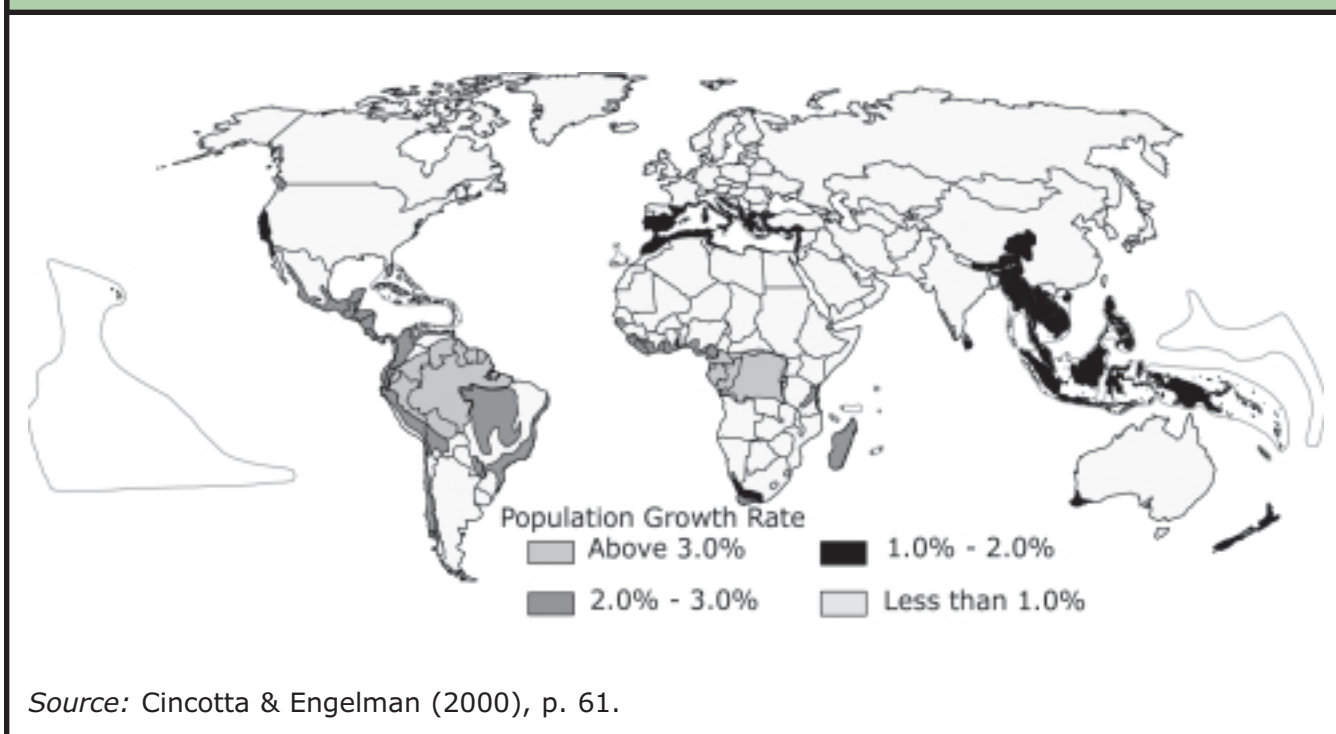 Population Growth Rate
Above 3.0%
1.0% - 2.0%
2.0% - 3.0%
Less than 1.0%
Source: Cincotta & Engelman (2000), p. 61.